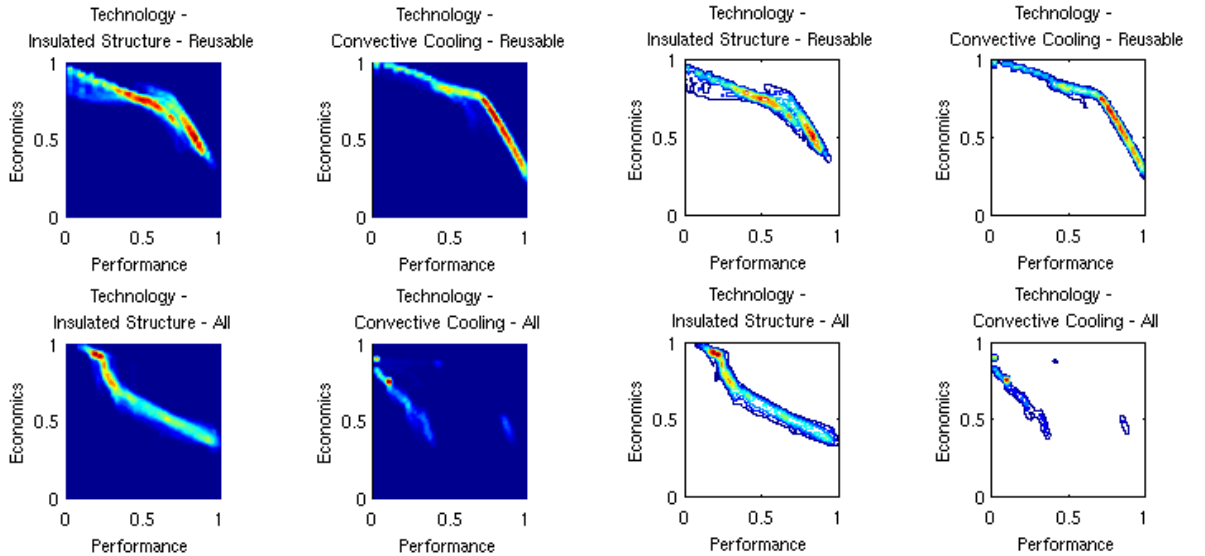 Technology - Technology - Technology - Technology -
Insulated Structure - Reusable Convective Cooling - Reusable Insulated Structure - Reusable Convective Cooling - Reusable
1 1 1 1
Economics 0.5 Economics 0.5 Economics 0.5 Economics 0.5
0 0 0 0
0 0.5 1 0 0.5 1 0 0.5 1 0 0.5 1
Performance Performance Performance Performance
Technology - Technology - Technology - Technology -
Insulated Structure - All Convective Cooling - All Insulated Structure - All Convective Cooling - All
1 1 1 1
Economics 0.5 Economics 0.5 Economics 0.5 Economics 0.5
0 0 0 0
0 0.5 1 0 0.5 1 0 0.5 1 0 0.5 1
Performance Performance Performance Performance